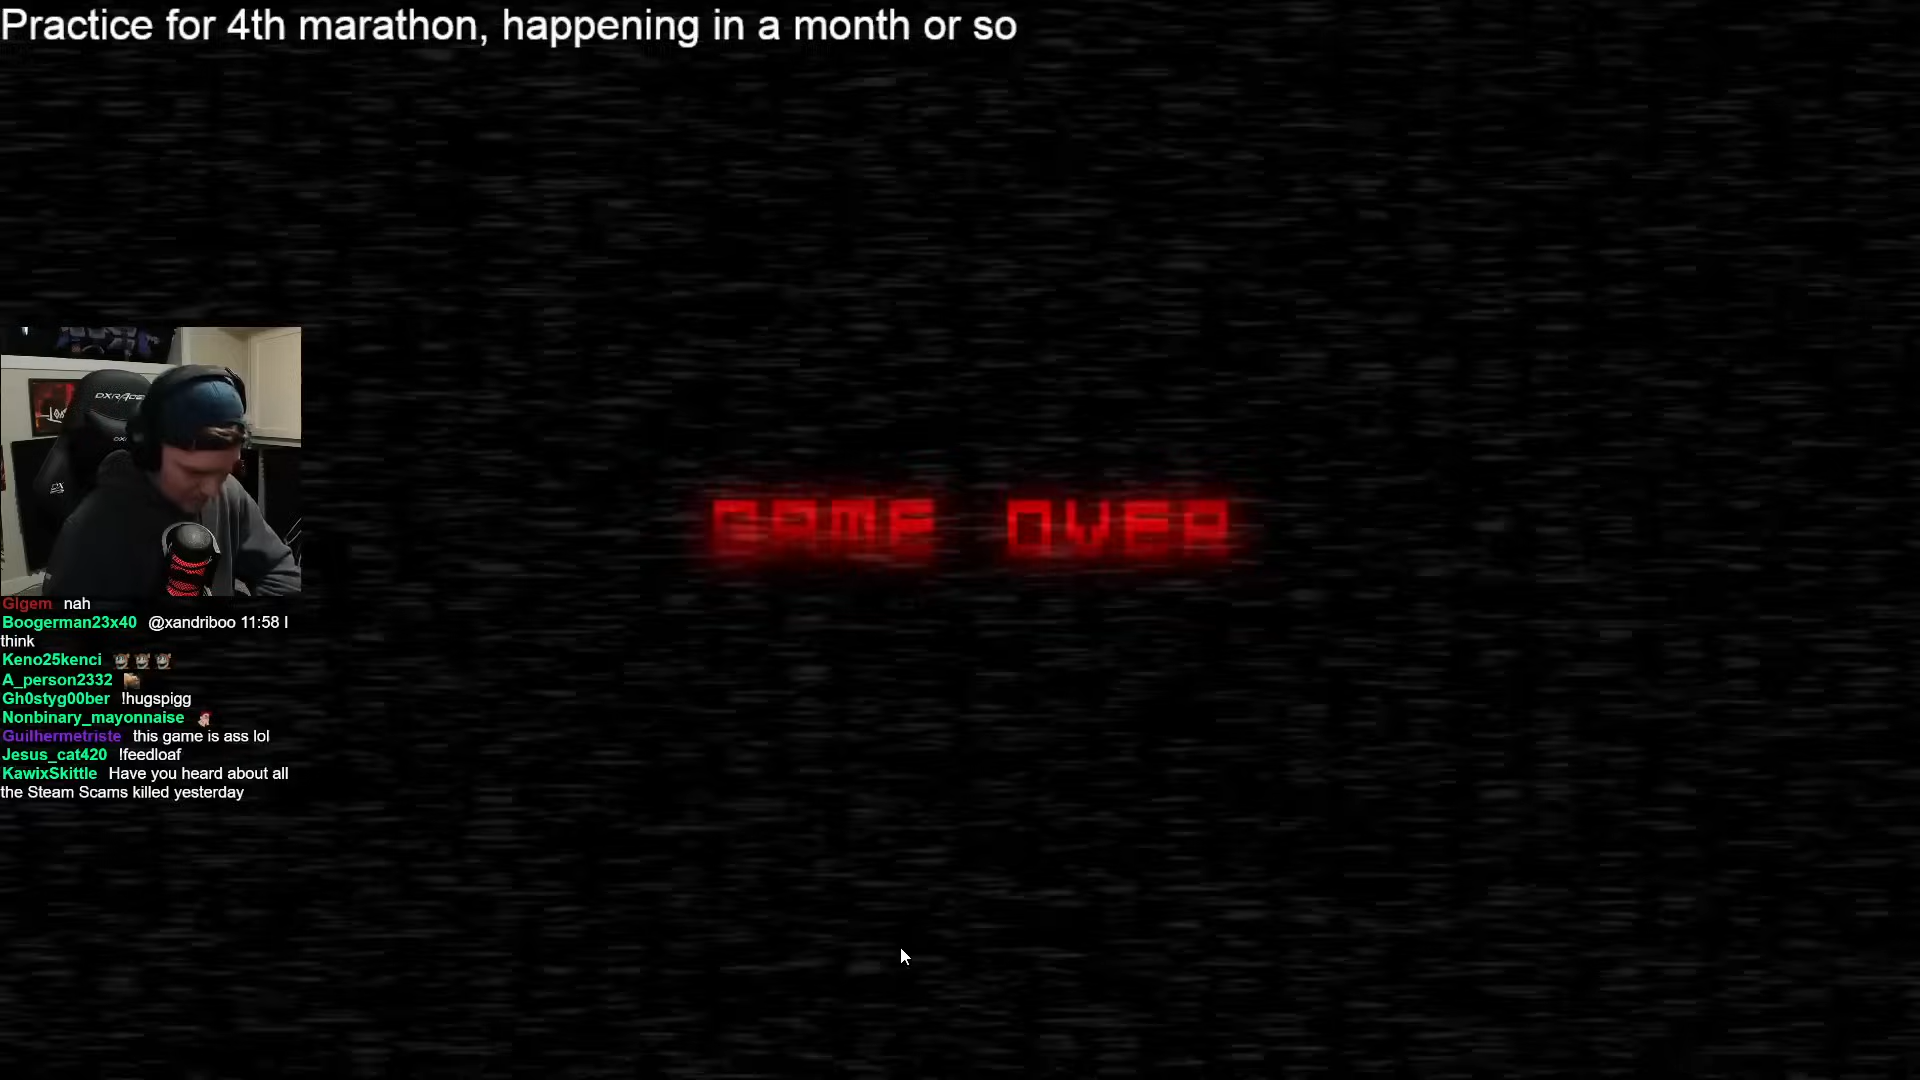 Practice for 4th marathon, happening in a month or so
DXRACER
GAME OVER
Glgem nah
Boogerman23x40 @xandriboo 11:58 I
think
Keno25kenci
A_person2332
Gh0styg00ber !hugspigg
Nonbinary_mayonnaise
Guilhermetriste this game is ass lol
Jesus_cat420 !feedloaf
KawixSkittle Have you heard about all
the Steam Scams killed yesterday